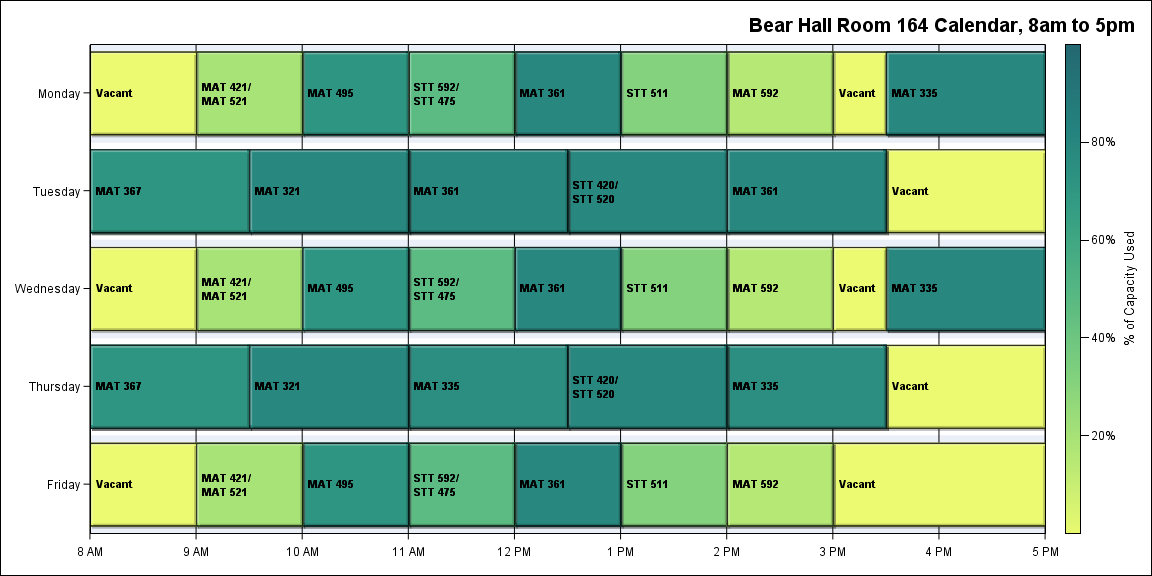 Bear Hall Room 164 Calendar, 8am to 5pm
Monday
Vacant
MAT 421/
MAT 521
MAT 495
STT 592/
STT 475
MAT 361
STT 511
MAT 592
Vacant
MAT 335
Tuesday
MAT 367
MAT 321
MAT 361
STT 420/
STT 520
MAT 361
Vacant
Wednesday
Vacant
MAT 421/
MAT 521
MAT 495
STT 592/
STT 475
MAT 361
STT 511
MAT 592
Vacant
MAT 335
Thursday
MAT 367
MAT 321
MAT 335
STT 420/
STT 520
MAT 335
Vacant
Friday
Vacant
MAT 421/
MAT 521
MAT 495
STT 592/
STT 475
MAT 361
STT 511
MAT 592
Vacant
8 AM
9 AM
10 AM
11 AM
12 PM
1 PM
2 PM
3 PM
4 PM
5 PM
80%
60%
40%
20%
% of Capacity Used